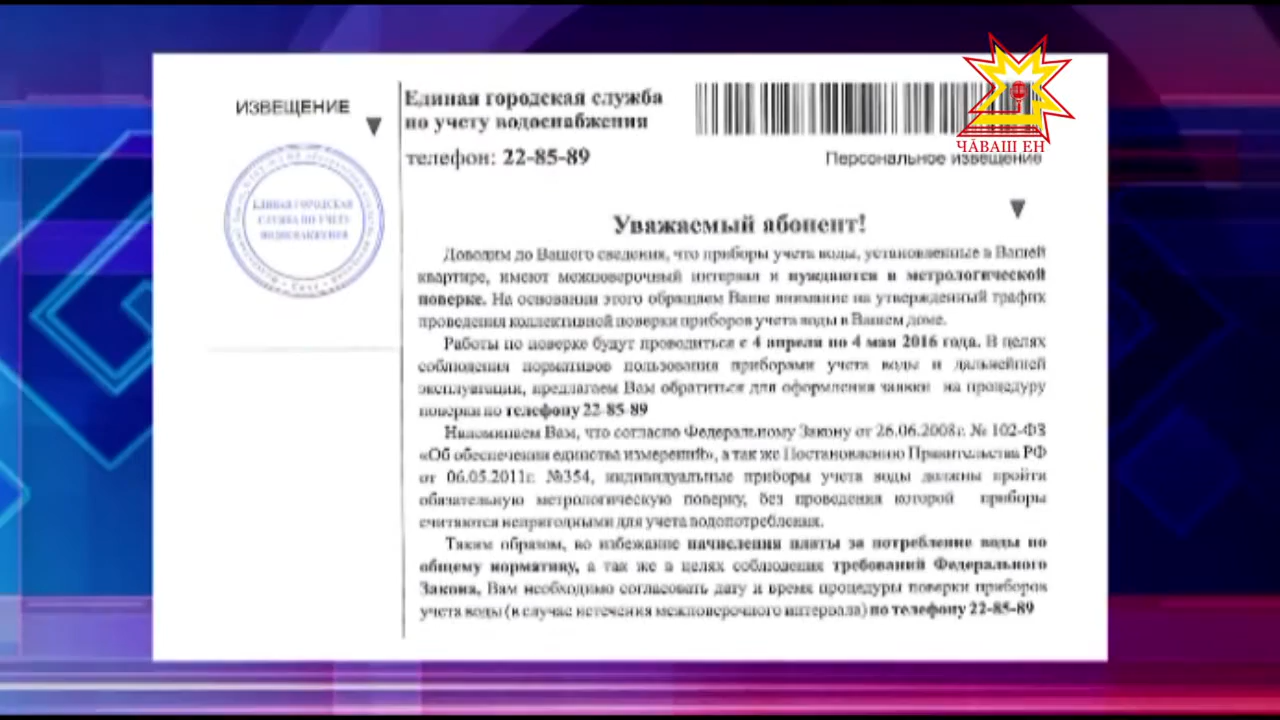 ЧӐВАШ ЕН
ИЗВЕЩЕНИЕ
Единая городская служба
по учету водоснабжения
телефон: 22-85-89
Персональное извещение
ЕДИНАЯ ГОРОДСКАЯ
СЛУЖБА ПО УЧЕТУ
ВОДОСНАБЖЕНИЯ
Уважаемый абонент!
Доводим до Вашего сведения, что приборы учета воды, установленные в Вашей
квартире, имеют межповерочный интервал и нуждаются в метрологической
поверке. На основании этого обращаем Ваше внимание на утвержденный график
проведения коллективной поверки приборов учета воды в Вашем доме.
Работы по поверке будут проводиться с 4 апреля по 4 мая 2016 года. В целях
соблюдения нормативов пользования приборами учета воды и дальнейшей
эксплуатации, предлагаем Вам обратиться для оформления заявки на процедуру
поверки по телефону 22-85-89
Напоминаем Вам, что согласно Федеральному Закону от 26.06.2008г. № 102-ФЗ
«Об обеспечении единства измерений», а так же Постановлению Правительства РФ
от 06.05.2011г. №354, индивидуальные приборы учета воды должны пройти
обязательную метрологическую поверку, без проведения которой приборы
считаются непригодными для учета водопотребления.
Таким образом, во избежание начисления платы за потребление воды по
общему нормативу, а так же в целях соблюдения требований Федерального
Закона, Вам необходимо согласовать дату и время процедуры поверки приборов
учета воды (в случае истечения межповерочного интервала) по телефону 22-85-89